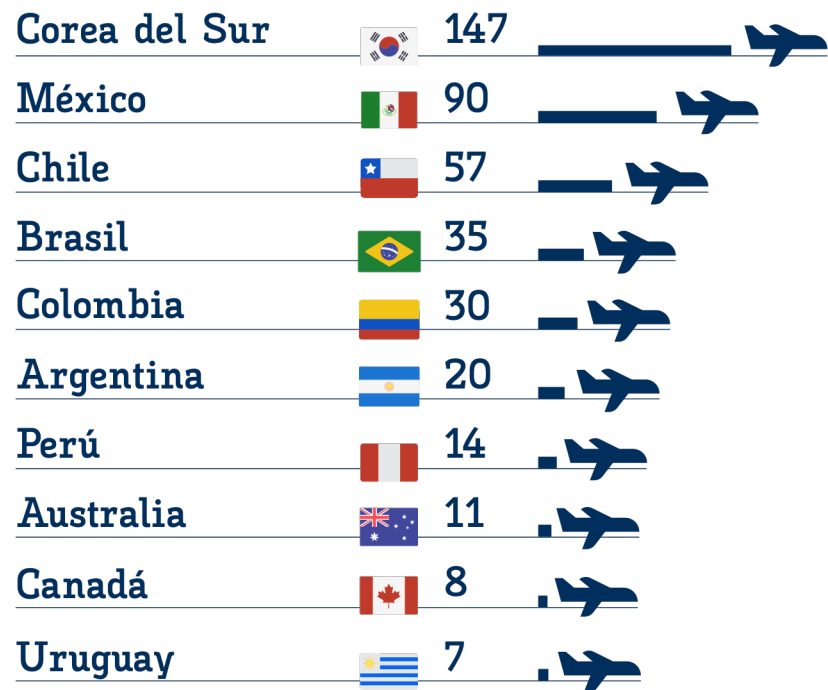 Corea del Sur 147
México 90
Chile 57
Brasil 35
Colombia 30
Argentina 20
Perú 14
Australia 11
Canadá 8
Uruguay 7